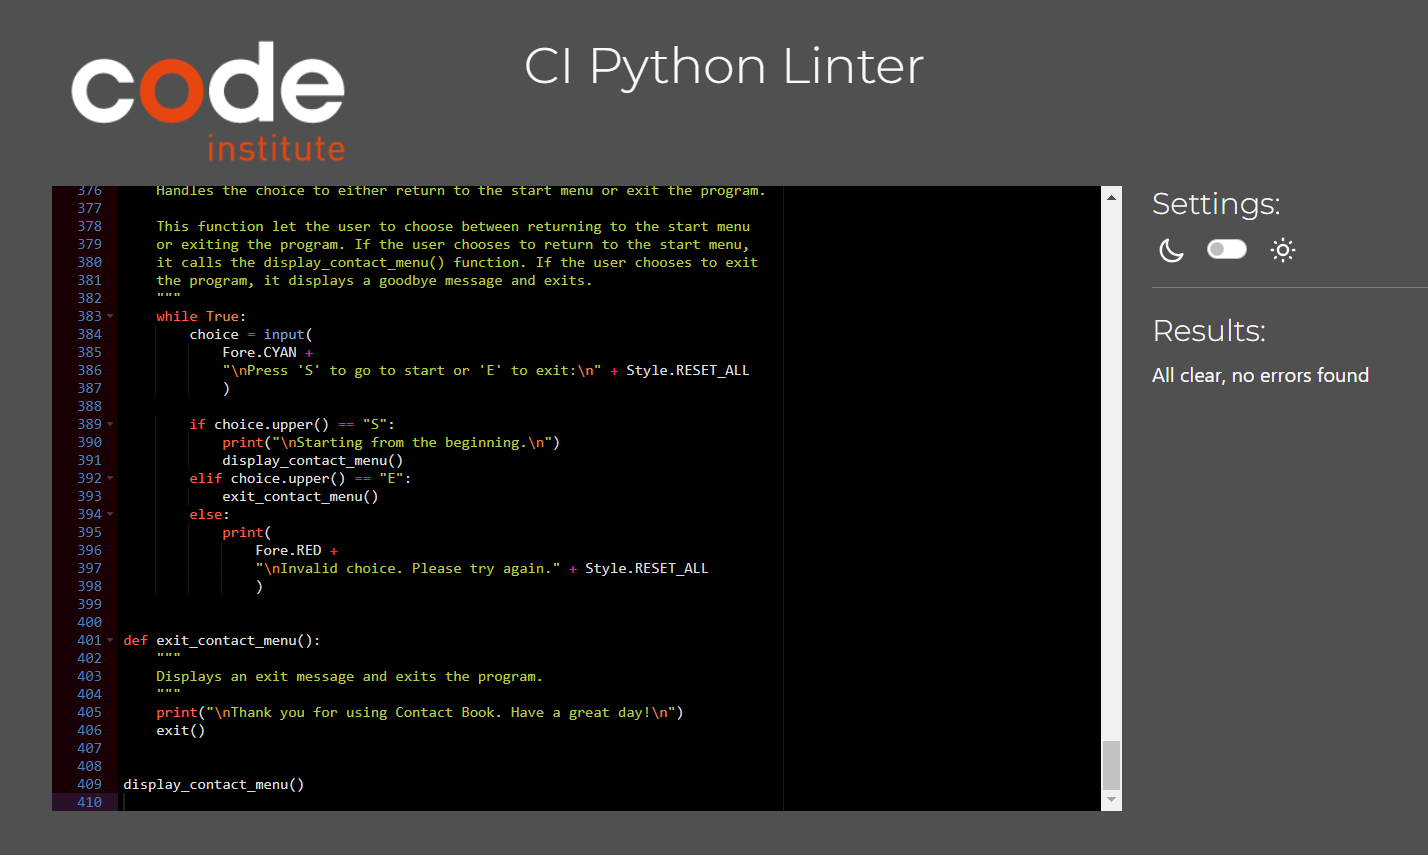 code
institute
CI Python Linter
376 Handles the choice to either return to the start menu or exit the program.
377
378 This function let the user to choose between returning to the start menu
379 or exiting the program. If the user chooses to return to the start menu,
380 it calls the display_contact_menu() function. If the user chooses to exit
381 the program, it displays a goodbye message and exits.
382 """
383 while True:
384 choice = input(
385 Fore.CYAN +
386 "\nPress 'S' to go to start or 'E' to exit:\n" + Style.RESET_ALL
387 )
388
389 if choice.upper() == "S":
390 print("\nStarting from the beginning.\n")
391 display_contact_menu()
392 elif choice.upper() == "E":
393 exit_contact_menu()
394 else:
395 print(
396 Fore.RED +
397 "\nInvalid choice. Please try again." + Style.RESET_ALL
398 )
399
400
401 def exit_contact_menu():
402 """
403 Displays an exit message and exits the program.
404 """
405 print("\nThank you for using Contact Book. Have a great day!\n")
406 exit()
407
408
409 display_contact_menu()
410
Settings:
Results:
All clear, no errors found